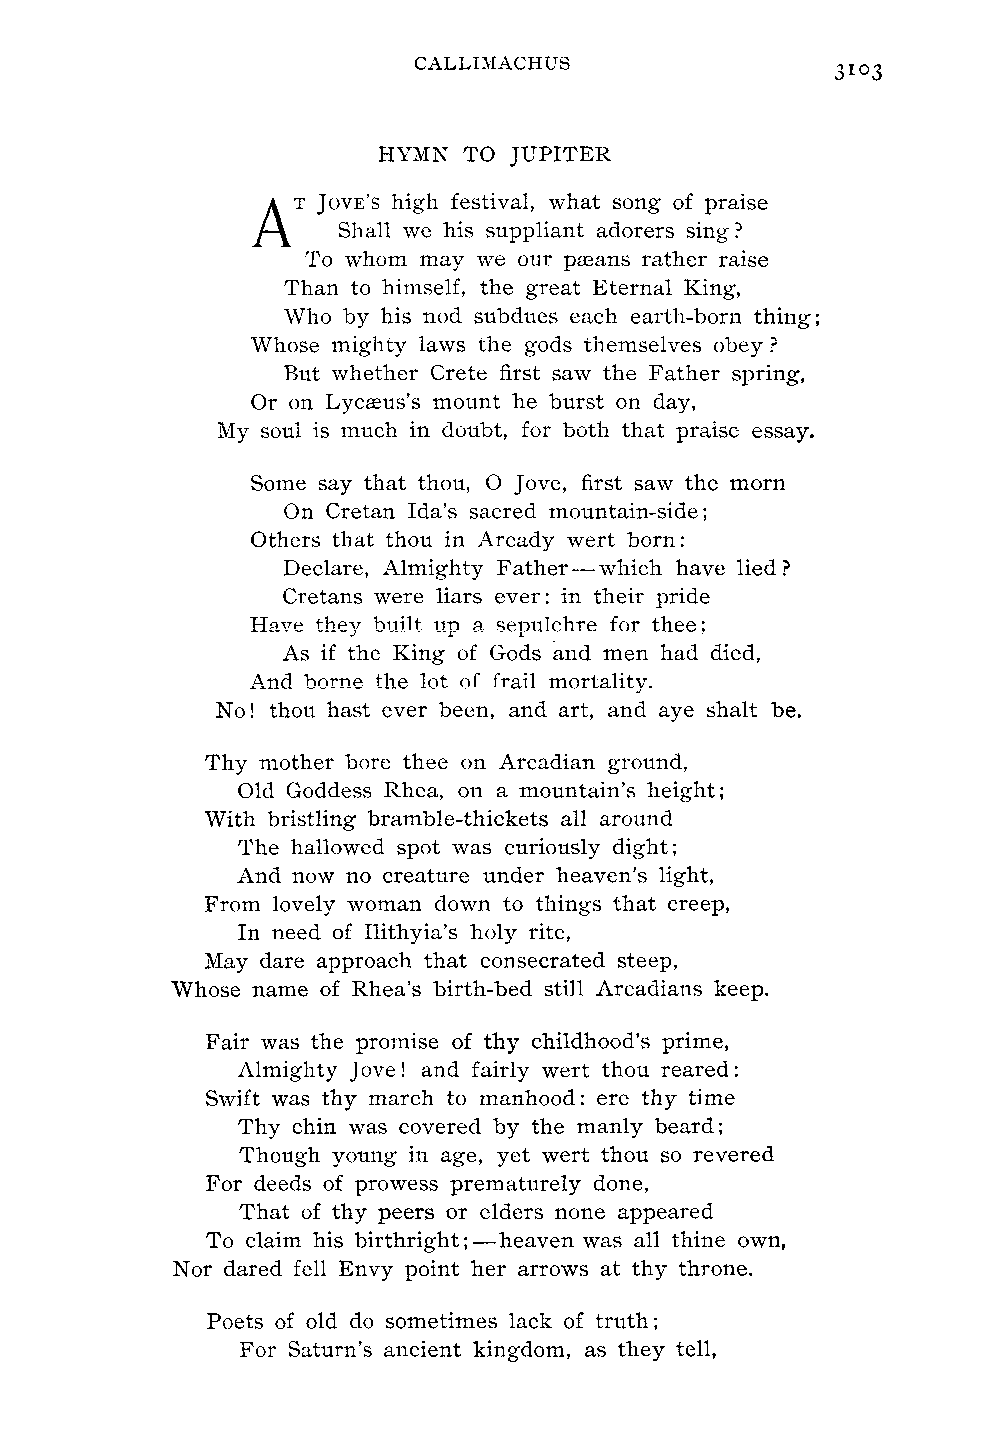 CALLIMACHUS
3103
HYMN TO JUPITER
AT JOVE'S high festival, what song of praise
Shall we his suppliant adorers sing?
To whom may we our pæans rather raise
Than to himself, the great Eternal King,
Who by his nod subdues each earth-born thing;
Whose mighty laws the gods themselves obey?
But whether Crete first saw the Father spring,
Or on Lycæus's mount he burst on day,
My soul is much in doubt, for both that praise essay.
Some say that thou, O Jove, first saw the morn
On Cretan Ida's sacred mountain-side;
Others that thou in Arcady wert born:
Declare, Almighty Father—which have lied?
Cretans were liars ever: in their pride
Have they built up a sepulchre for thee;
As if the King of Gods and men had died,
And borne the lot of frail mortality.
No! thou hast ever been, and art, and aye shalt be.
Thy mother bore thee on Arcadian ground,
Old Goddess Rhea, on a mountain's height;
With bristling bramble-thickets all around
The hallowed spot was curiously dight;
And now no creature under heaven's light,
From lovely woman down to things that creep,
In need of Ilithyia's holy rite,
May dare approach that consecrated steep,
Whose name of Rhea's birth-bed still Arcadians keep.
Fair was the promise of thy childhood's prime,
Almighty Jove! and fairly wert thou reared:
Swift was thy march to manhood: ere thy time
Thy chin was covered by the manly beard;
Though young in age, yet wert thou so revered
For deeds of prowess prematurely done,
That of thy peers or elders none appeared
To claim his birthright;—heaven was all thine own,
Nor dared fell Envy point her arrows at thy throne.
Poets of old do sometimes lack of truth;
For Saturn's ancient kingdom, as they tell,